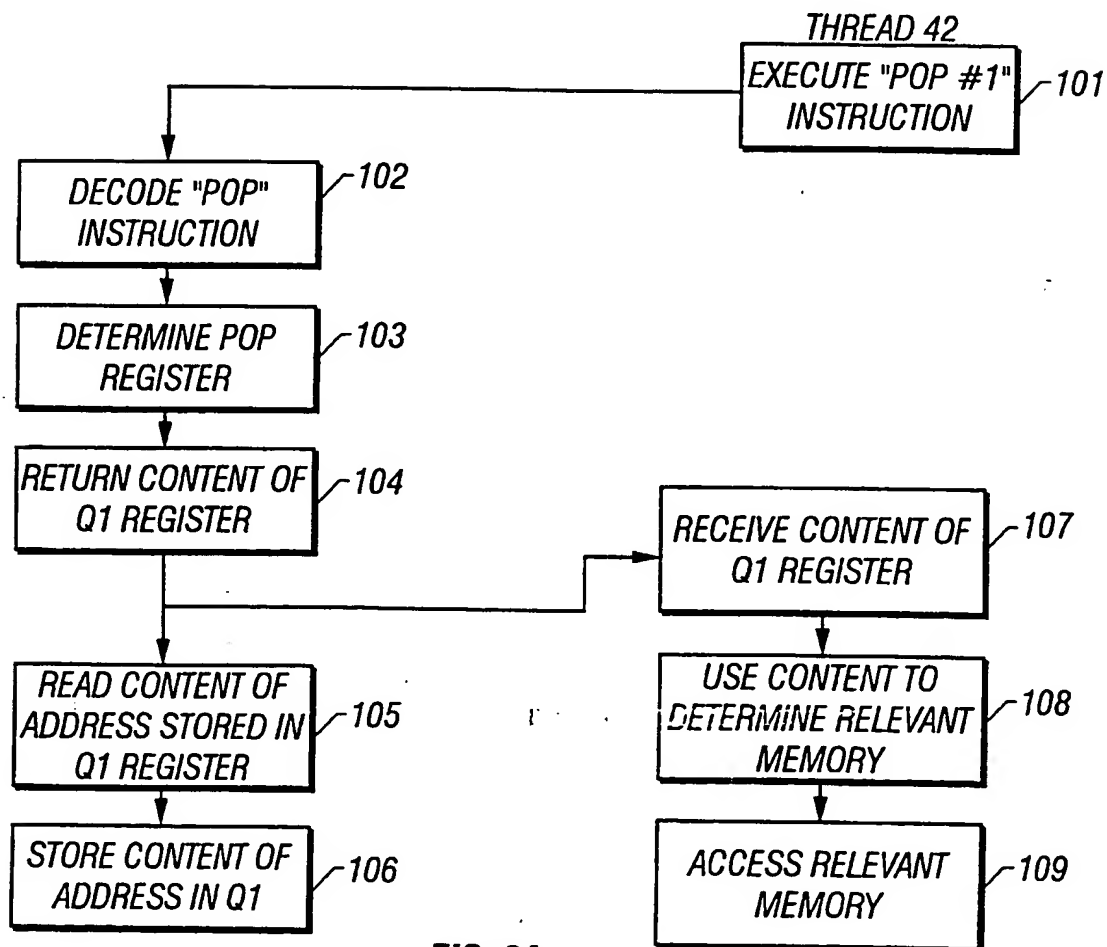 THREAD 42
EXECUTE "POP #1"
INSTRUCTION
101
DECODE "POP"
INSTRUCTION
102
DETERMINE POP
REGISTER
103
RETURN CONTENT OF
Q1 REGISTER
104
RECEIVE CONTENT OF
Q1 REGISTER
107
READ CONTENT OF
ADDRESS STORED IN
Q1 REGISTER
105
USE CONTENT TO
DETERMINE RELEVANT
MEMORY
108
STORE CONTENT OF
ADDRESS IN Q1
106
ACCESS RELEVANT
MEMORY
109